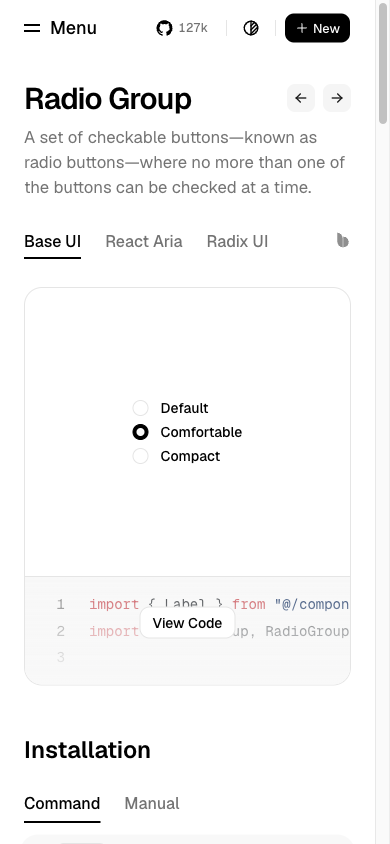 Menu
127k
New
Radio Group
A set of checkable buttons—known as
radio buttons—where no more than one of
the buttons can be checked at a time.
Base UI
React Aria
Radix UI
Default
Comfortable
Compact
1 import { Label } from "@/compon
2 import up, RadioGroup
3
View Code
Installation
Command
Manual